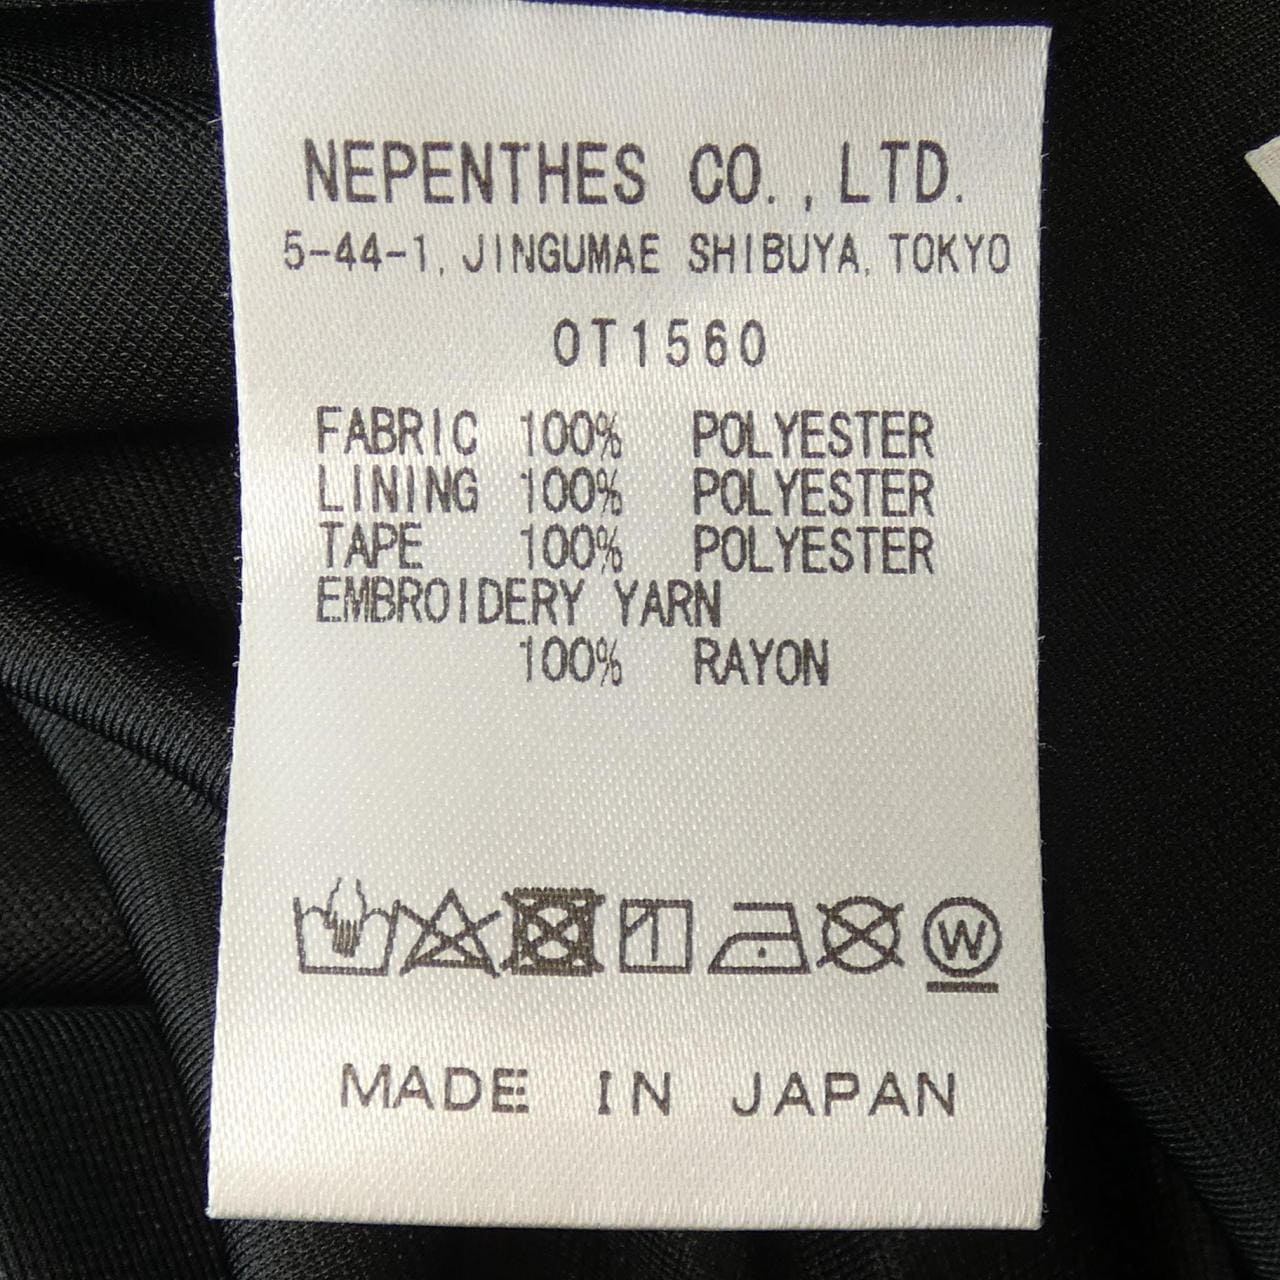 NEPENTHES CO., LTD.
5-44-1, JINGUMAE SHIBUYA, TOKYO
OT1560
FABRIC 100% POLYESTER
LINING 100% POLYESTER
TAPE 100% POLYESTER
EMBROIDERY YARN
100% RAYON
W
MADE IN JAPAN